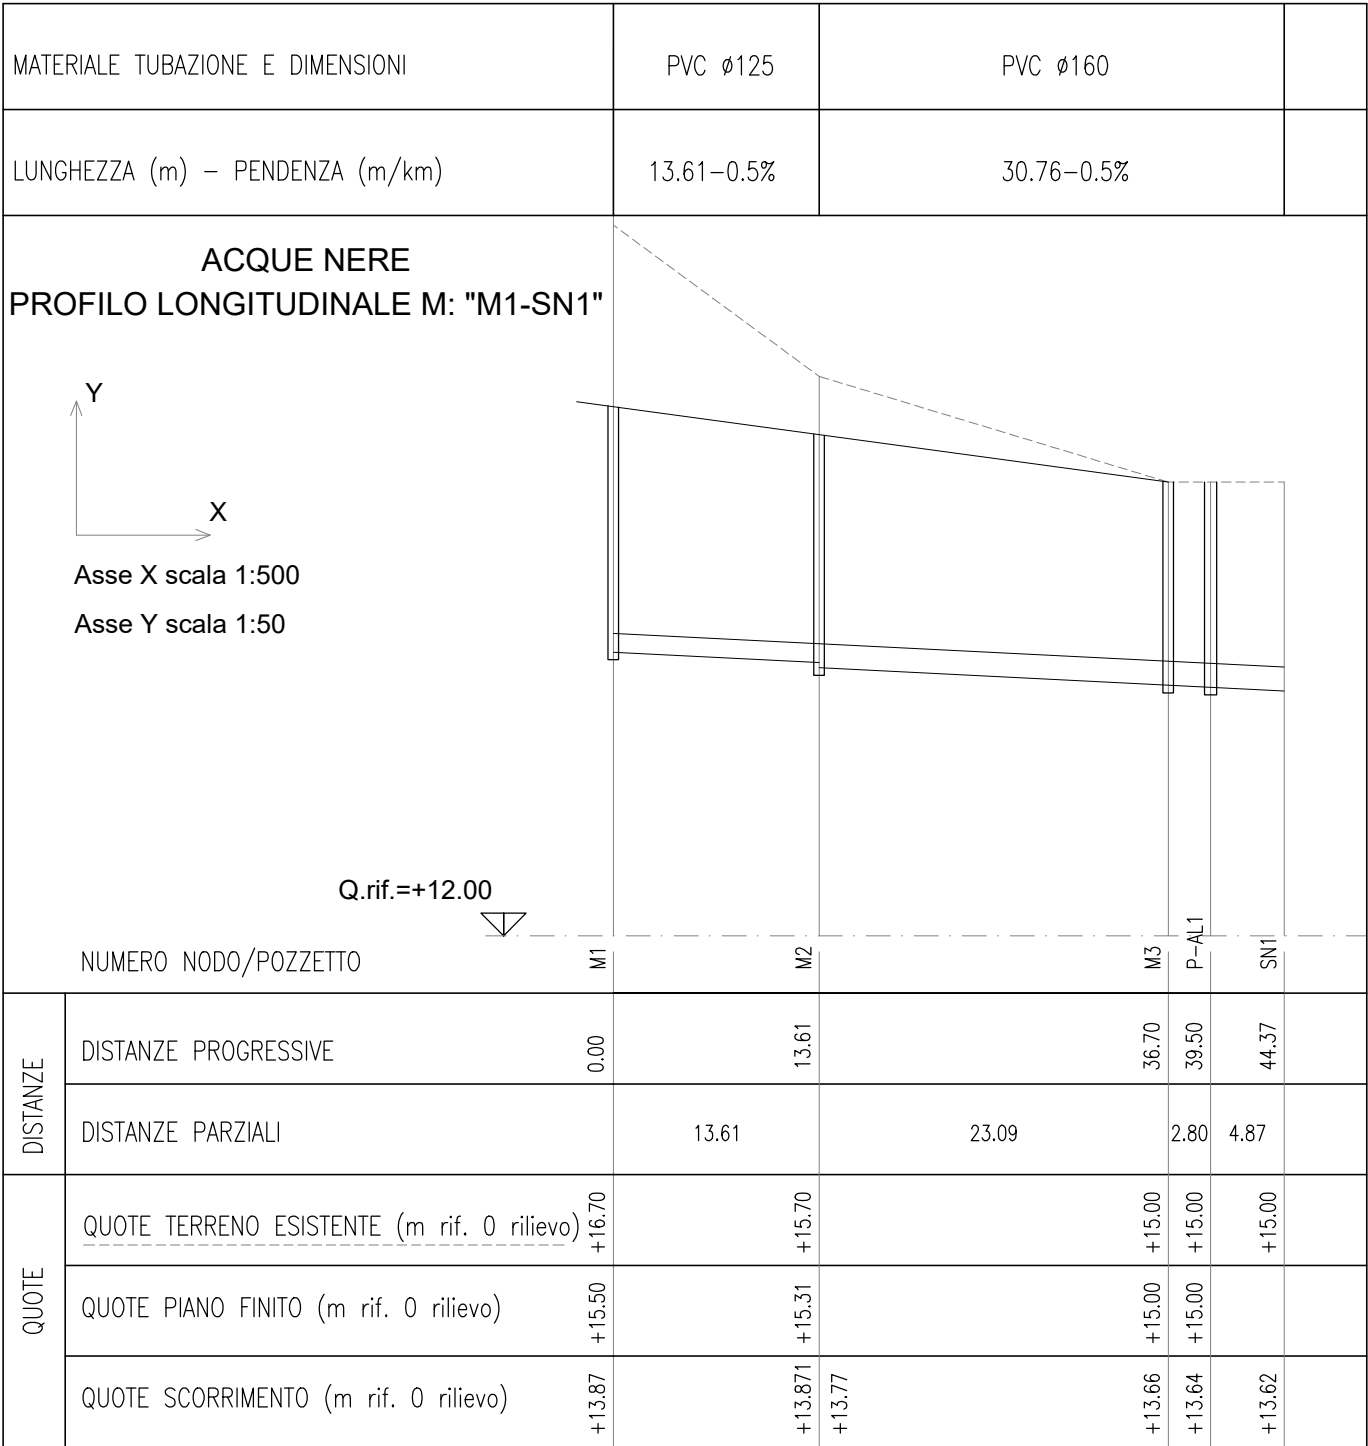 MATERIALE TUBAZIONE E DIMENSIONI PVC ø125 PVC ø160
LUNGHEZZA (m) – PENDENZA (m/km) 13.61–0.5% 30.76–0.5%
ACQUE NERE
PROFILO LONGITUDINALE M: "M1-SN1"
Y
X
Asse X scala 1:500
Asse Y scala 1:50
Q.rif.=+12.00
NUMERO NODO/POZZETTO M1 M2 M3 P-AL1 SN1
DISTANZE
DISTANZE PROGRESSIVE 0.00 13.61 36.70 39.50 44.37
DISTANZE PARZIALI 13.61 23.09 2.80 4.87
QUOTE
QUOTE TERRENO ESISTENTE (m rif. 0 rilievo) +16.70 +15.70 +15.00 +15.00 +15.00
QUOTE PIANO FINITO (m rif. 0 rilievo) +15.50 +15.31 +15.00 +15.00
QUOTE SCORRIMENTO (m rif. 0 rilievo) +13.87 +13.871 +13.77 +13.66 +13.64 +13.62